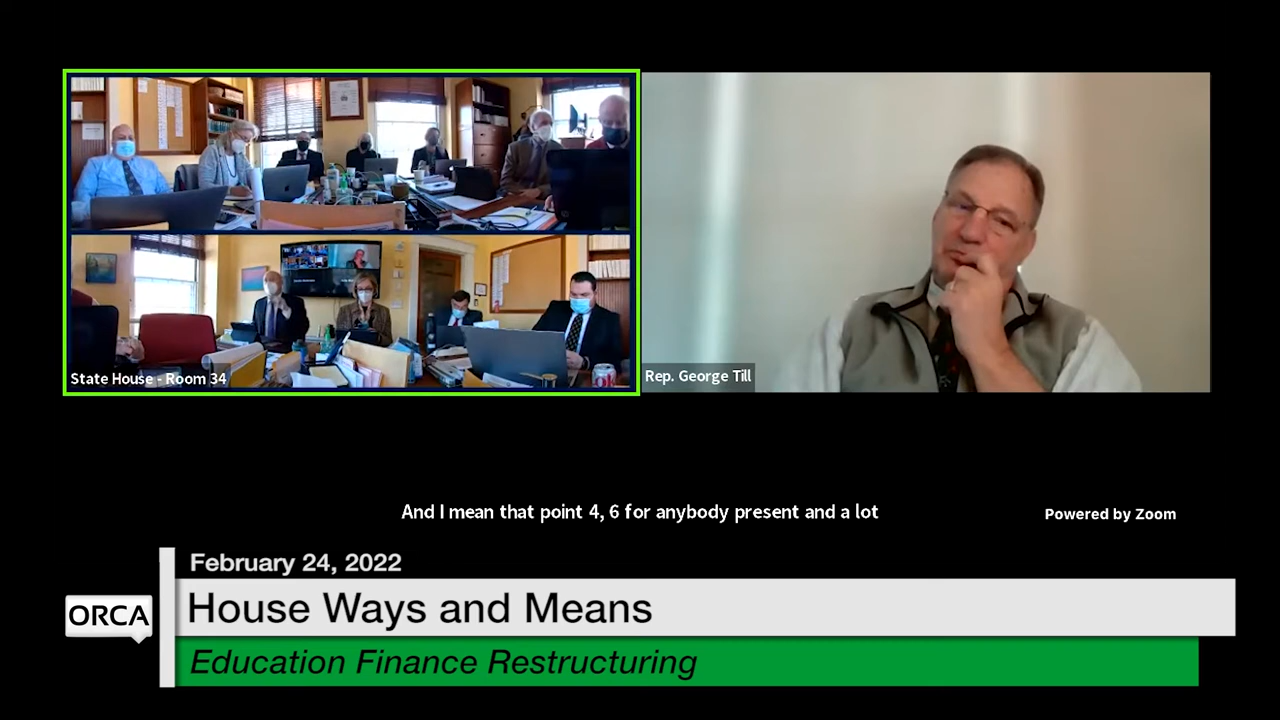 State House - Room 34
Rep. George Till
And I mean that point 4, 6 for anybody present and a lot
Powered by Zoom
February 24, 2022
ORCA
House Ways and Means
Education Finance Restructuring